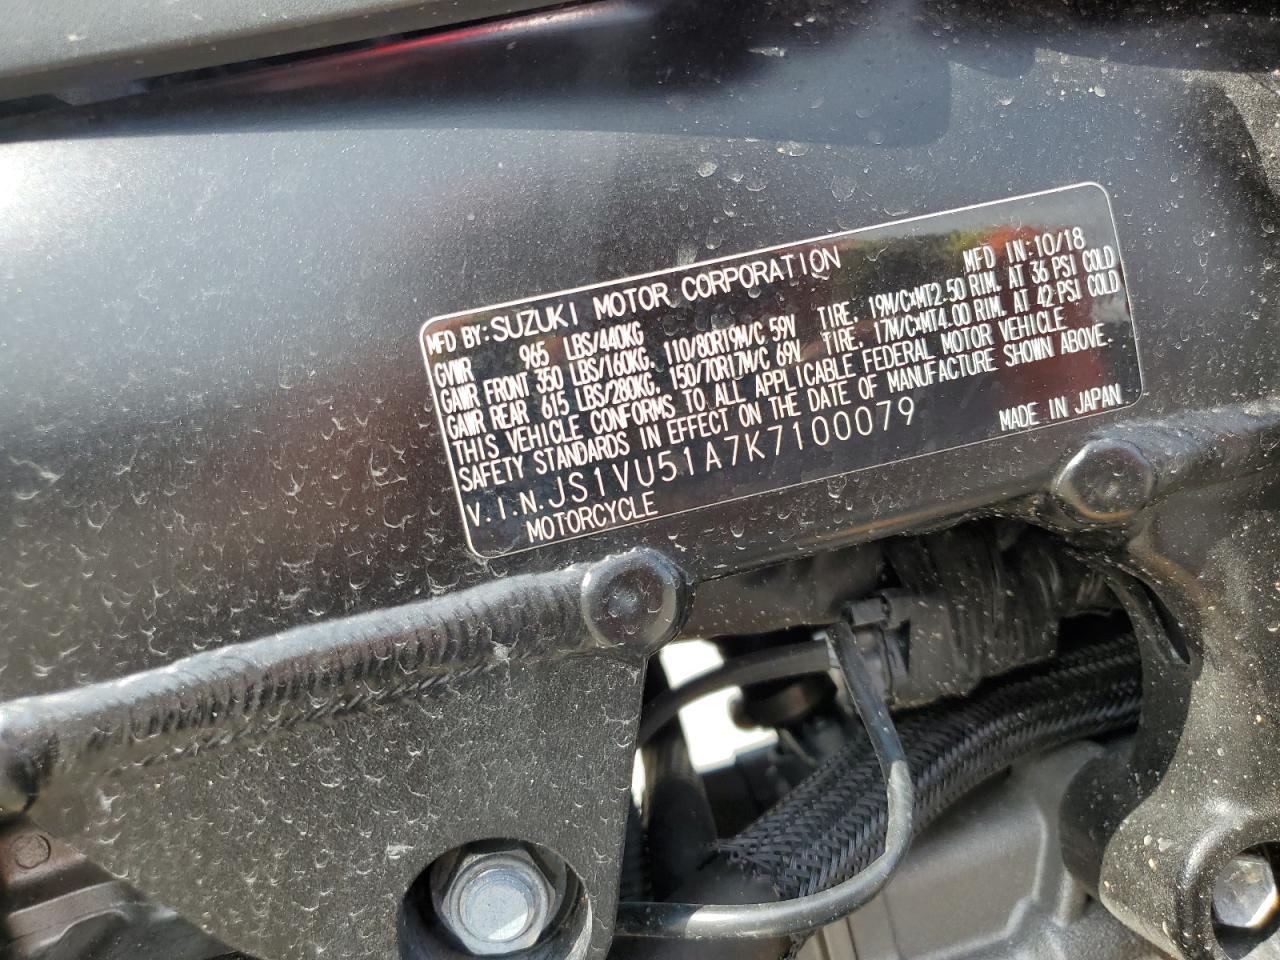 MFD BY: SUZUKI MOTOR CORPORATION MFD IN: 10/18
GVWR 965 LBS/440KG
GAWR FRONT 350 LBS/160KG. 110/80R19M/C 59V TIRE, 19M/C×MT2.50 RIM. AT 36 PSI COLD
GAWR REAR 615 LBS/280KG. 150/70R17M/C 69V TIRE, 17M/C×MT4.00 RIM. AT 42 PSI COLD
THIS VEHICLE CONFORMS TO ALL APPLICABLE FEDERAL MOTOR VEHICLE
SAFETY STANDARDS IN EFFECT ON THE DATE OF MANUFACTURE SHOWN ABOVE.
V.I.N. JS1VU51A7K7100079 MADE IN JAPAN
MOTORCYCLE